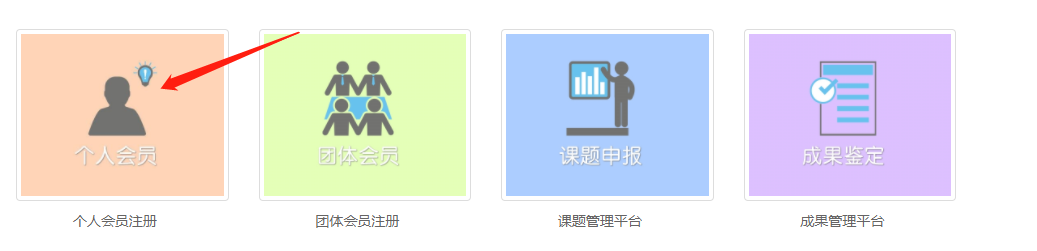 个人会员
团体会员
课题申报
成果鉴定
个人会员注册
团体会员注册
课题管理平台
成果管理平台